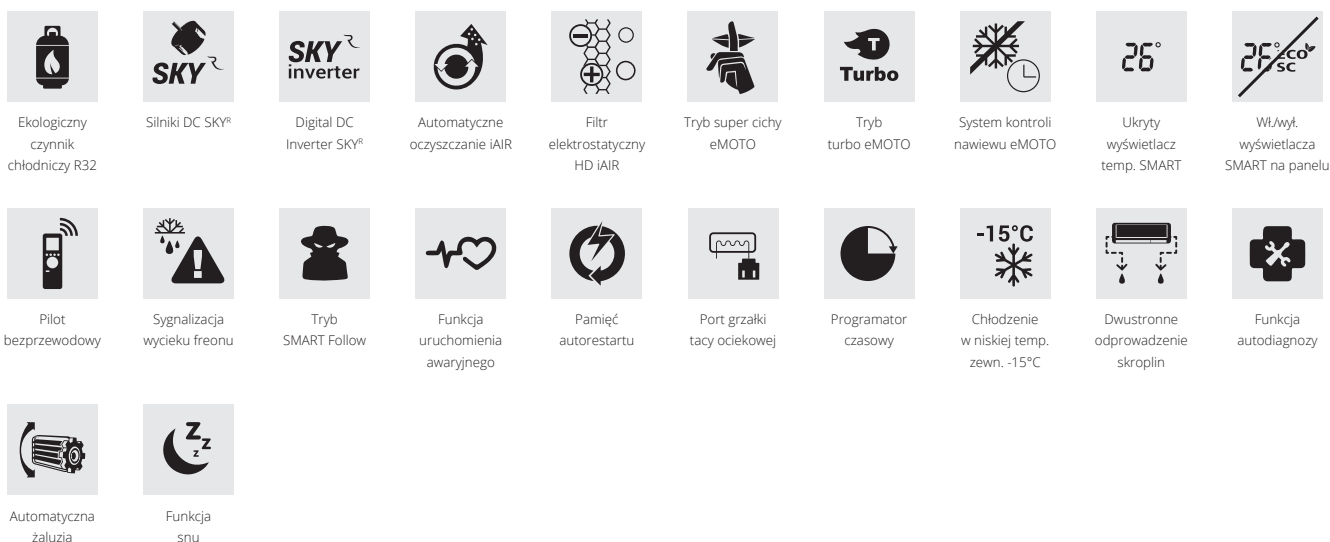 SKY R
SKY R
inverter
T
Turbo
26°
26°
ECO
SC
Ekologiczny
czynnik
chłodniczy R32
Silniki DC SKYᴿ
Digital DC
Inverter SKYᴿ
Automatyczne
oczyszczanie iAIR
Filtr
elektrostatyczny
HD iAIR
Tryb super cichy
eMOTO
Tryb
turbo eMOTO
System kontroli
nawiewu eMOTO
Ukryty
wyświetlacz
temp. SMART
Wł./wył.
wyświetlacza
SMART na panelu
-15°C
Pilot
bezprzewodowy
Sygnalizacja
wycieku freonu
Tryb
SMART Follow
Funkcja
uruchomienia
awaryjnego
Pamięć
autorestartu
Port grzałki
tacy ociekowej
Programator
czasowy
Chłodzenie
w niskiej temp.
zewn. -15°C
Dwustronne
odprowadzenie
skroplin
Funkcja
autodiagnozy
Z z z
Automatyczna
żaluzja
Funkcja
snu